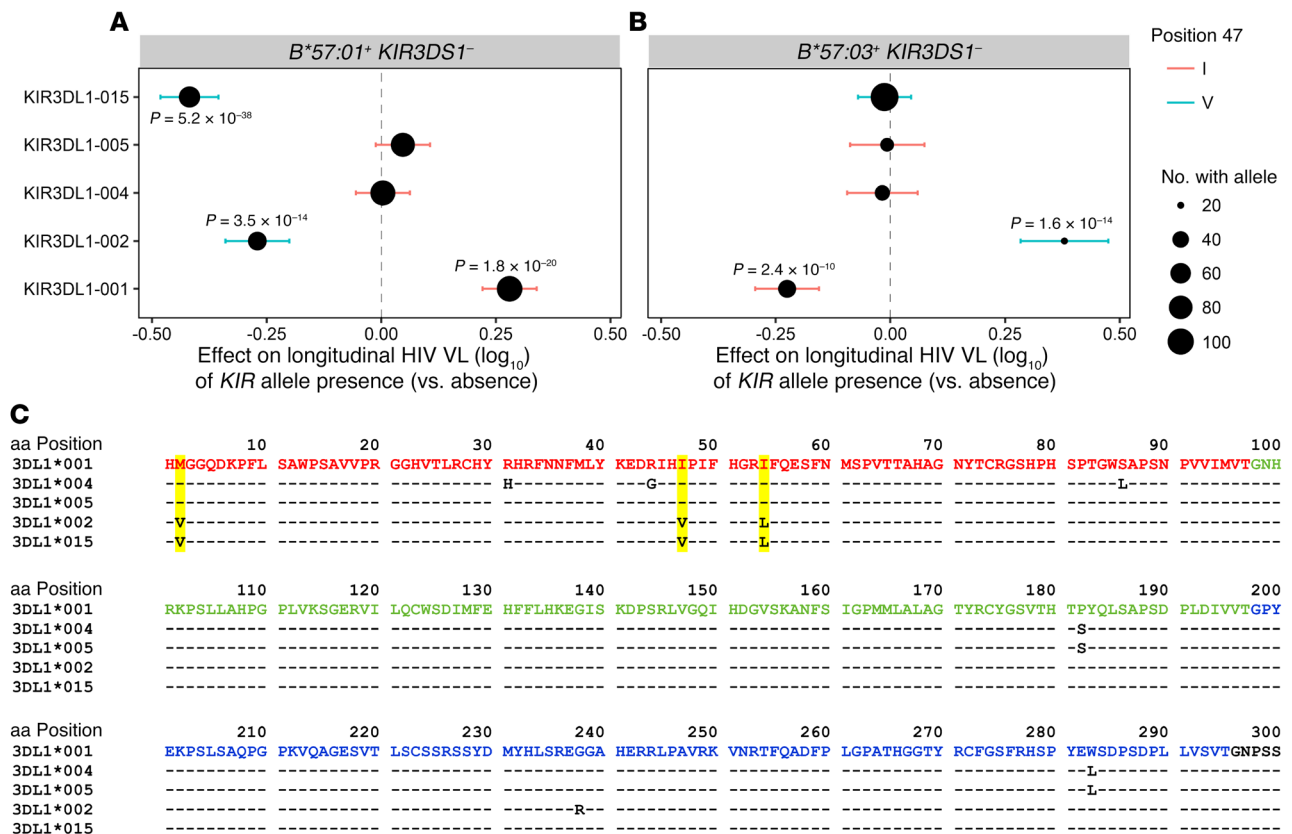 A
B
B*57:01⁺ KIR3DS1⁻
B*57:03⁺ KIR3DS1⁻
Position 47
I
V
KIR3DL1-015
KIR3DL1-005
KIR3DL1-004
KIR3DL1-002
KIR3DL1-001
P = 5.2 × 10⁻³⁸
P = 3.5 × 10⁻¹⁴
P = 1.8 × 10⁻²⁰
P = 1.6 × 10⁻¹⁴
P = 2.4 × 10⁻¹⁰
No. with allele
20
40
60
80
100
-0.50 -0.25 0.00 0.25 0.50
-0.50 -0.25 0.00 0.25 0.50
Effect on longitudinal HIV VL (log₁₀)
of KIR allele presence (vs. absence)
Effect on longitudinal HIV VL (log₁₀)
of KIR allele presence (vs. absence)
C
aa Position 10 20 30 40 50 60 70 80 90 100
3DL1*001 HMGGQDKPFL SAWPSAVVPR GGHVTLRCHY RHRFNNFMLY KEDRIHIPIF HGRIFQESFN MSPVTTAHAG NYTCRGSHPH SPTGWSAPSN PVVIMVTGNH
3DL1*004 ---------- ---------- ---------- H--------- ---G------ ---------- ---------- ---------- -----L---- ----------
3DL1*005 ---------- ---------- ---------- ---------- ---------- ---------- ---------- ---------- ---------- ----------
3DL1*002 -V-------- ---------- ---------- ---------- ------V--- ---L------ ---------- ---------- ---------- ----------
3DL1*015 -V-------- ---------- ---------- ---------- ------V--- ---L------ ---------- ---------- ---------- ----------
aa Position 110 120 130 140 150 160 170 180 190 200
3DL1*001 RKPSLLAHPG PLVKSGERVI LQCWSDIMFE HFFLHKEGIS KDPSRLVGQI HDGVSKANFS IGPMMLALAG TYRCYGSVTH TPYQLSAPSD PLDIVVTGPY
3DL1*004 ---------- ---------- ---------- ---------- ---------- ---------- ---------- ---------- -S-------- ----------
3DL1*005 ---------- ---------- ---------- ---------- ---------- ---------- ---------- ---------- -S-------- ----------
3DL1*002 ---------- ---------- ---------- ---------- ---------- ---------- ---------- ---------- ---------- ----------
3DL1*015 ---------- ---------- ---------- ---------- ---------- ---------- ---------- ---------- ---------- ----------
aa Position 210 220 230 240 250 260 270 280 290 300
3DL1*001 EKPSLSAQPG PKVQAGESVT LSCSSRSSYD MYHLSREGGA HERRLPAVRK VNRTFQADFP LGPATHGGTY RCFGSFRHSP YEWSDPSDPL LVSVTGNPSS
3DL1*004 ---------- ---------- ---------- ---------- ---------- ---------- ---------- ---------- --L------- ----------
3DL1*005 ---------- ---------- ---------- ---------- ---------- ---------- ---------- ---------- --L------- ----------
3DL1*002 ---------- ---------- ---------- -------R-- ---------- ---------- ---------- ---------- ---------- ----------
3DL1*015 ---------- ---------- ---------- ---------- ---------- ---------- ---------- ---------- ---------- ----------